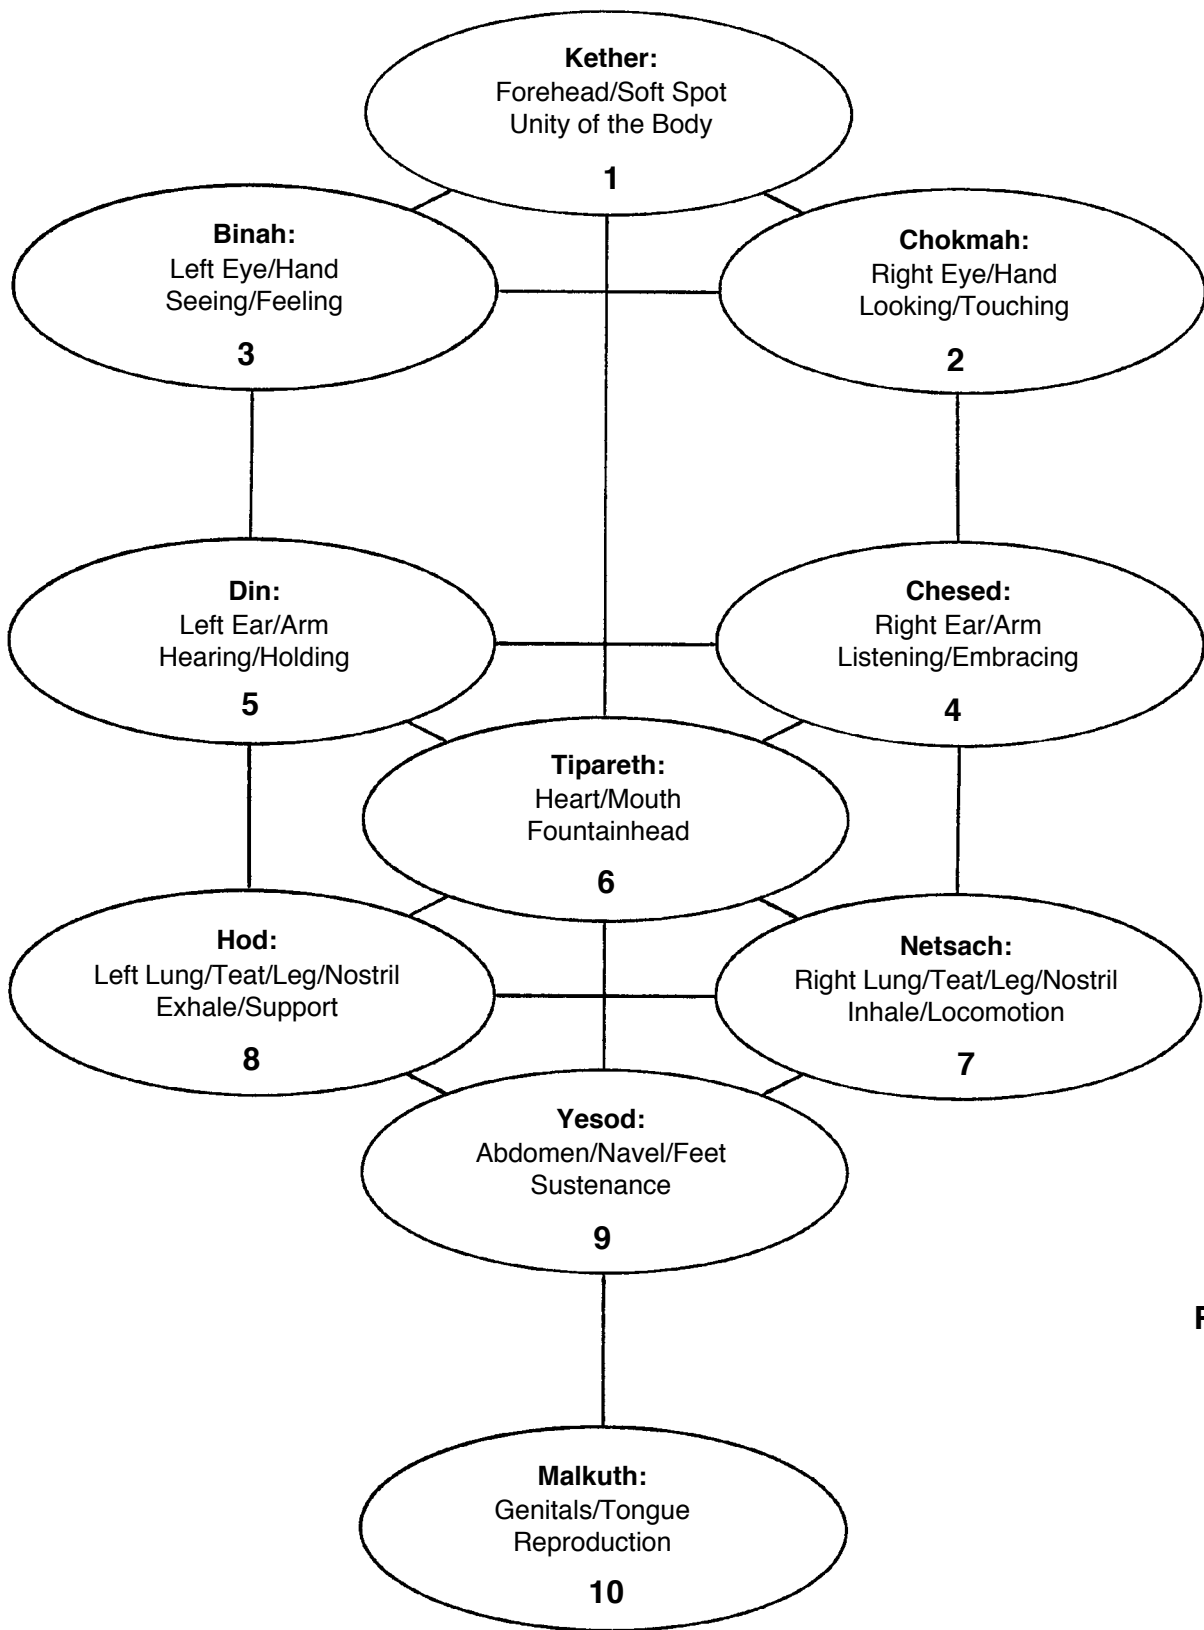 Kether:
Forehead/Soft Spot
Unity of the Body
1
Binah:
Left Eye/Hand
Seeing/Feeling
3
Chokmah:
Right Eye/Hand
Looking/Touching
2
Din:
Left Ear/Arm
Hearing/Holding
5
Chesed:
Right Ear/Arm
Listening/Embracing
4
Tipareth:
Heart/Mouth
Fountainhead
6
Hod:
Left Lung/Teat/Leg/Nostril
Exhale/Support
8
Netsach:
Right Lung/Teat/Leg/Nostril
Inhale/Locomotion
7
Yesod:
Abdomen/Navel/Feet
Sustenance
9
Malkuth:
Genitals/Tongue
Reproduction
10